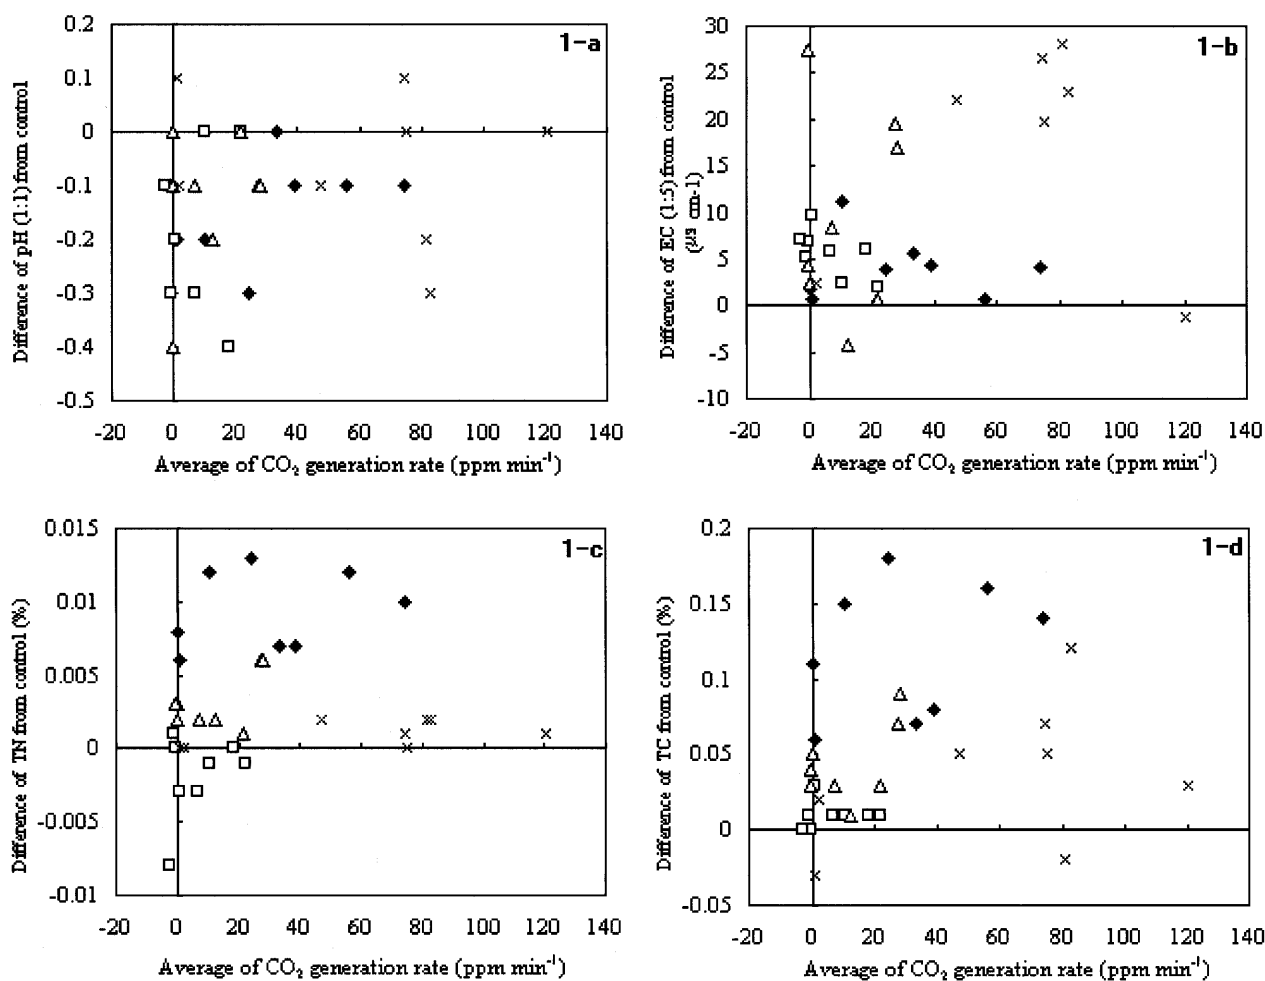 1-a
0.2
0.1
0
-0.1
-0.2
-0.3
-0.4
-0.5
Difference of pH (1:1) from control
-20 0 20 40 60 80 100 120 140
Average of CO₂ generation rate (ppm min⁻¹)
1-b
30
25
20
15
10
5
0
-5
-10
Difference of EC (1:5) from control
(μs cm-1)
-20 0 20 40 60 80 100 120 140
Average of CO₂ generation rate (ppm min⁻¹)
1-c
0.015
0.01
0.005
0
-0.005
-0.01
Difference of TN from control (%)
-20 0 20 40 60 80 100 120 140
Average of CO₂ generation rate (ppm min⁻¹)
1-d
0.2
0.15
0.1
0.05
0
-0.05
Difference of TC from control (%)
-20 0 20 40 60 80 100 120 140
Average of CO₂ generation rate (ppm min⁻¹)